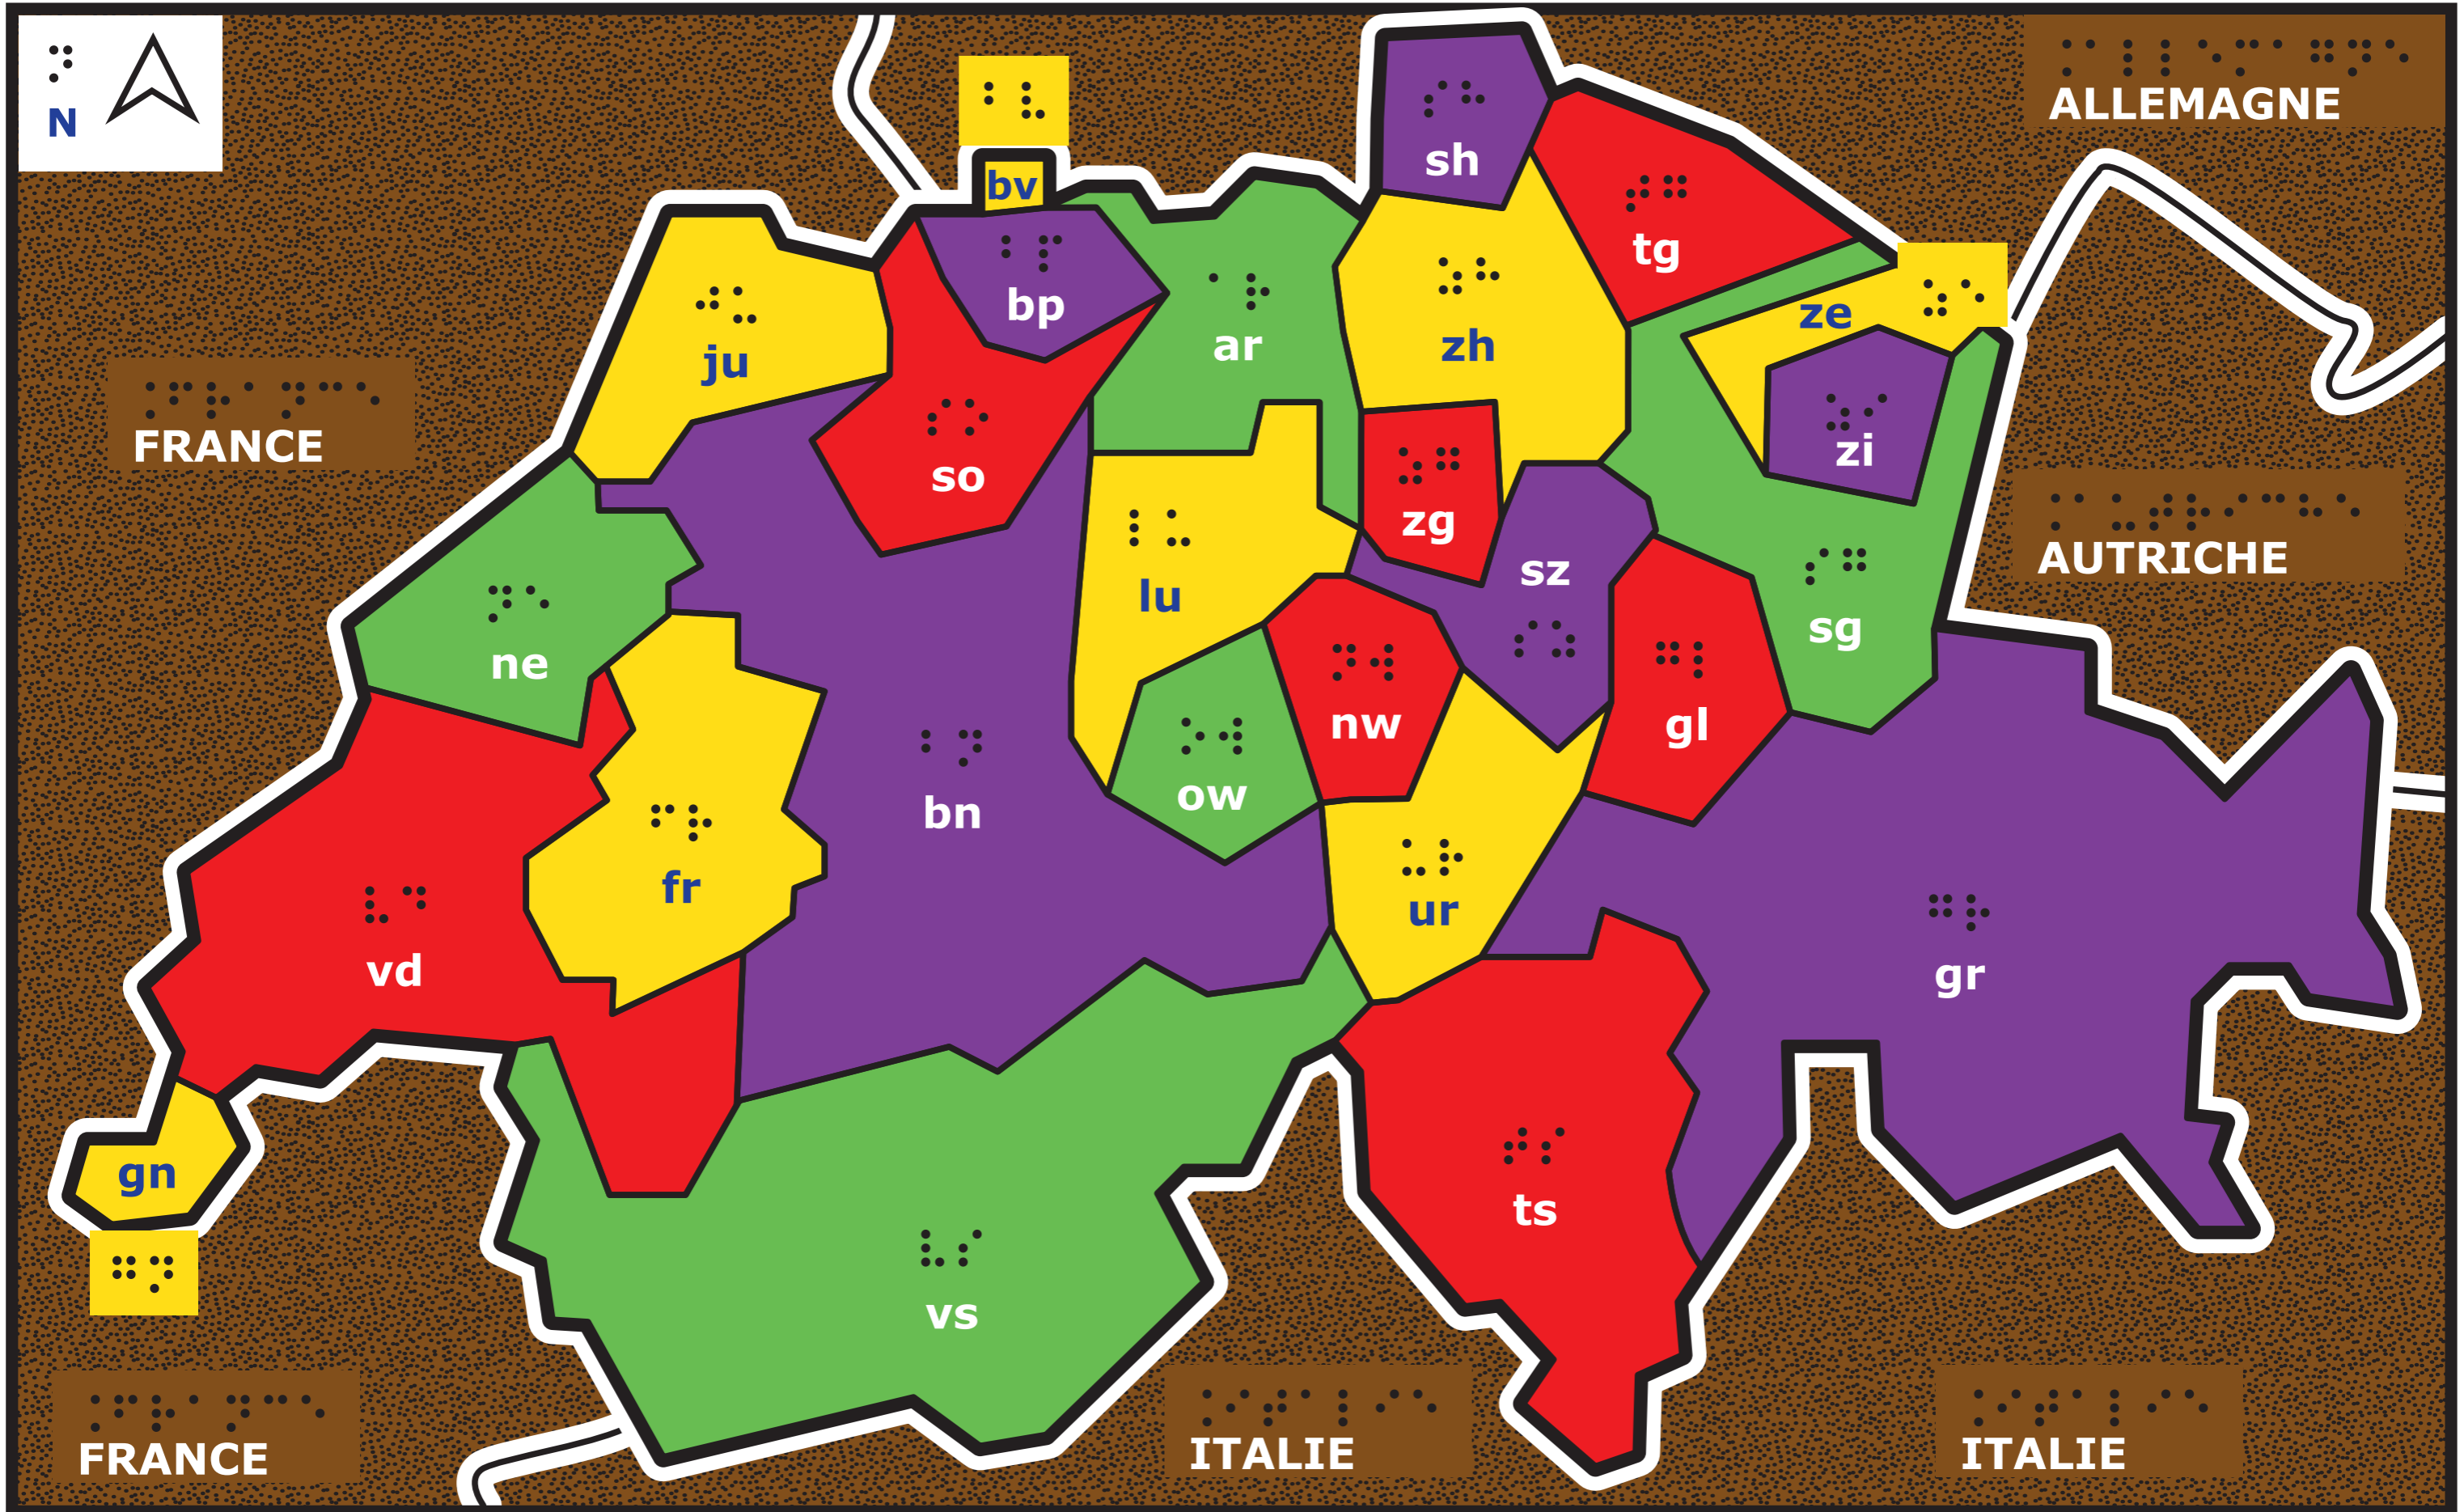 N
ALLEMAGNE
sh
bv
tg
bp
ju
ar
zh
ze
FRANCE
so
zi
zg
AUTRICHE
sz
lu
sg
ne
nw
gl
ow
bn
fr
ur
vd
gr
gn
ts
vs
FRANCE
ITALIE
ITALIE